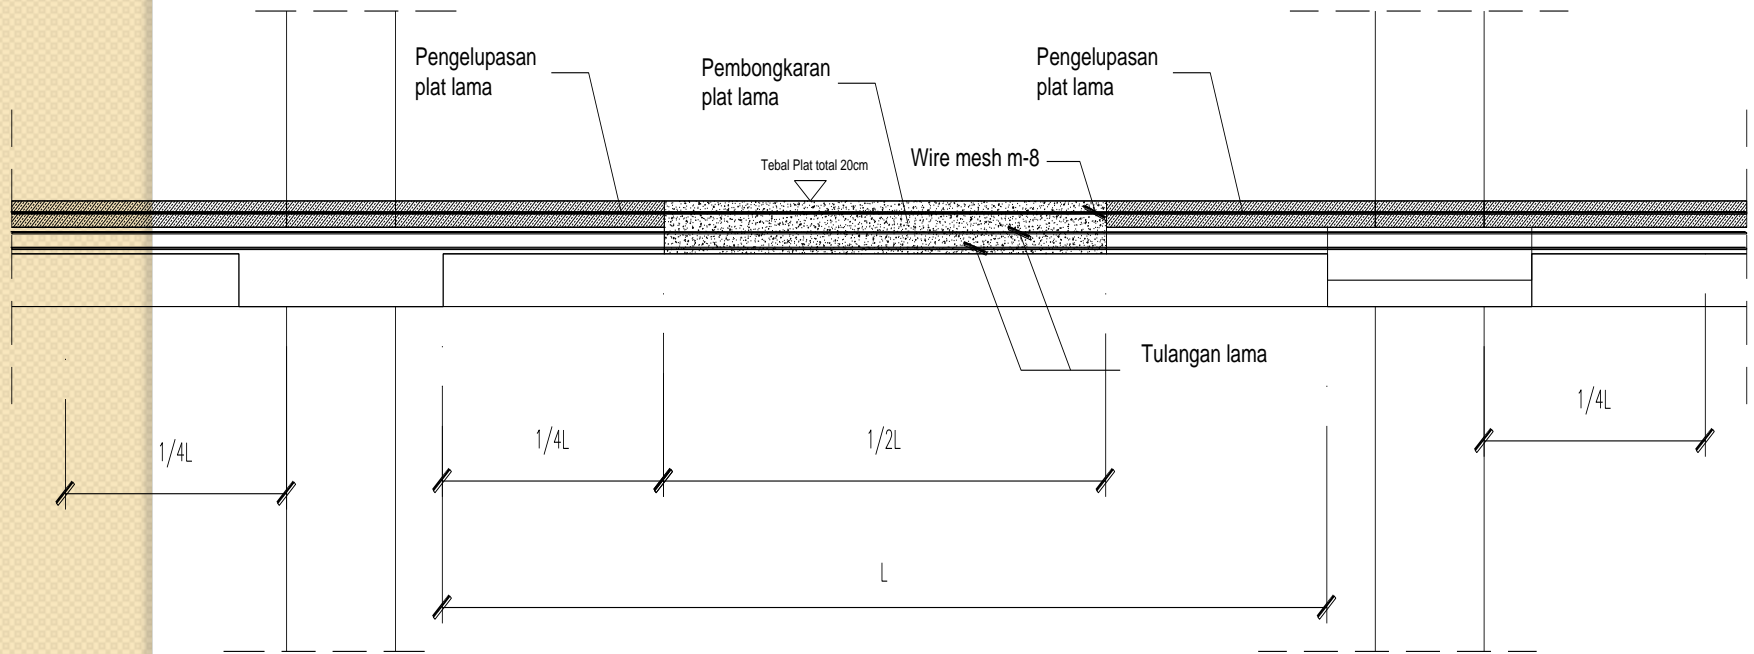 Pengelupasan
plat lama
Pembongkaran
plat lama
Pengelupasan
plat lama
Tebal Plat total 20cm
Wire mesh m-8
Tulangan lama
1/4L
1/4L
1/2L
1/4L
L